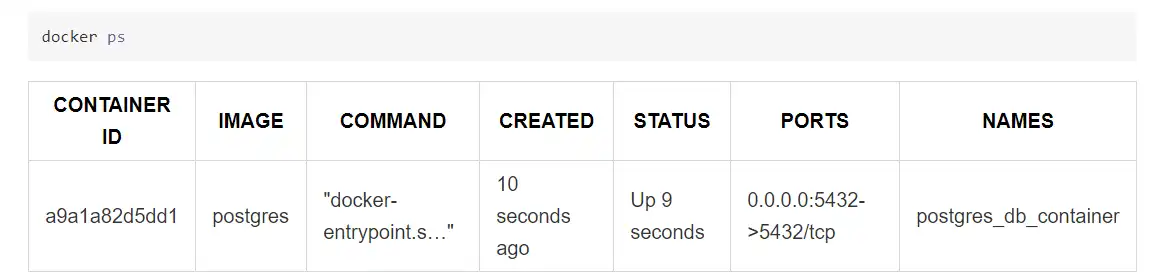 docker ps
CONTAINER
ID
IMAGE
COMMAND
CREATED
STATUS
PORTS
NAMES
a9a1a82d5dd1
postgres
"docker-
entrypoint.s…"
10
seconds
ago
Up 9
seconds
0.0.0.0:5432-
>5432/tcp
postgres_db_container